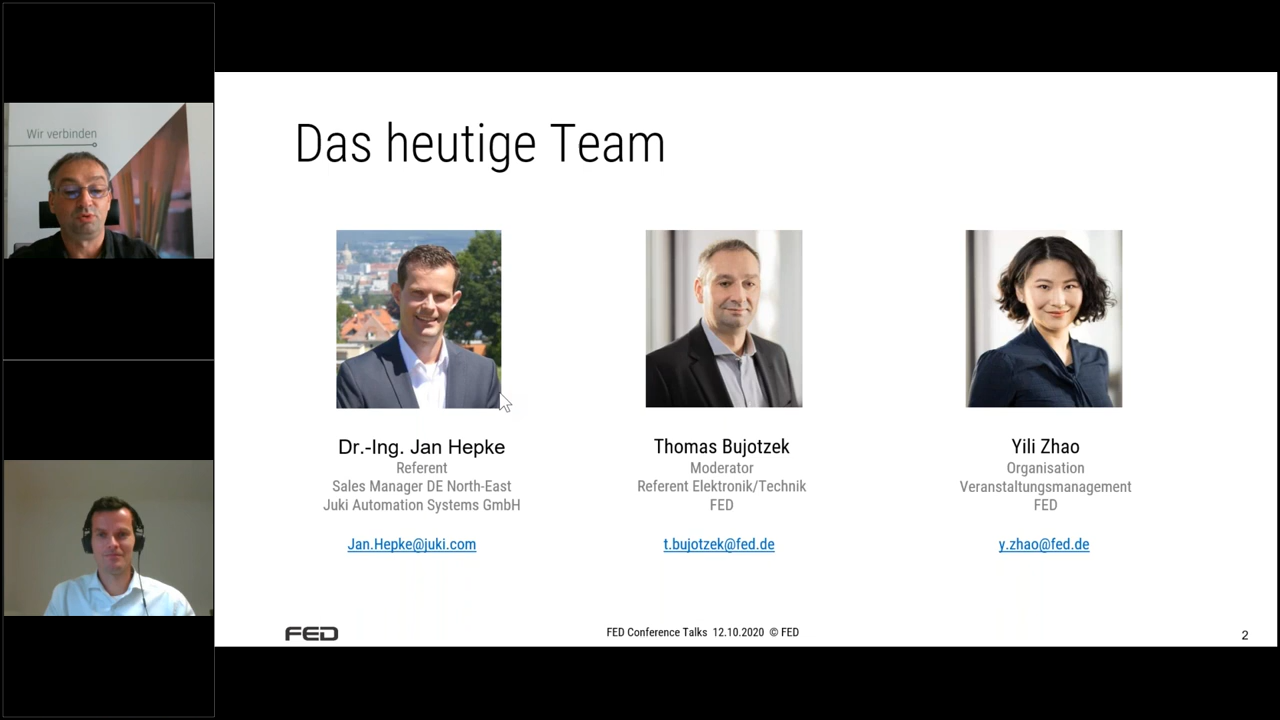 Wir verbinden
Das heutige Team
Dr.-Ing. Jan Hepke
Referent
Sales Manager DE North-East
Juki Automation Systems GmbH
Jan.Hepke@juki.com
Thomas Bujotzek
Moderator
Referent Elektronik/Technik
FED
t.bujotzek@fed.de
Yili Zhao
Organisation
Veranstaltungsmanagement
FED
y.zhao@fed.de
FED
FED Conference Talks 12.10.2020 © FED
2